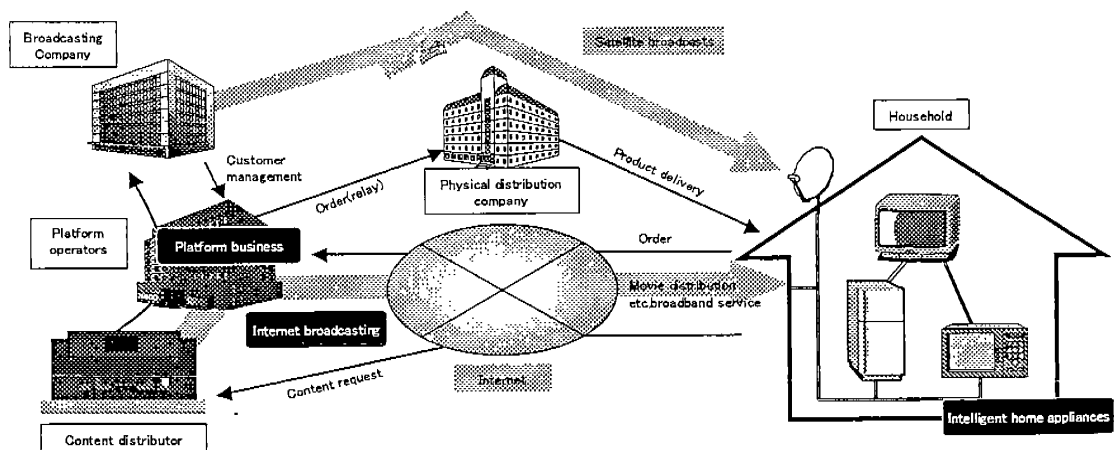 Broadcasting
Company
Satellite broadcasts
Household
Customer
management
Order(relay)
Physical distribution
company
Product delivery
Platform
operators
Platform business
Order
Movie distribution
etc,broadband service
Internet broadcasting
Content request
Internet
Content distributor
Intelligent home appliances